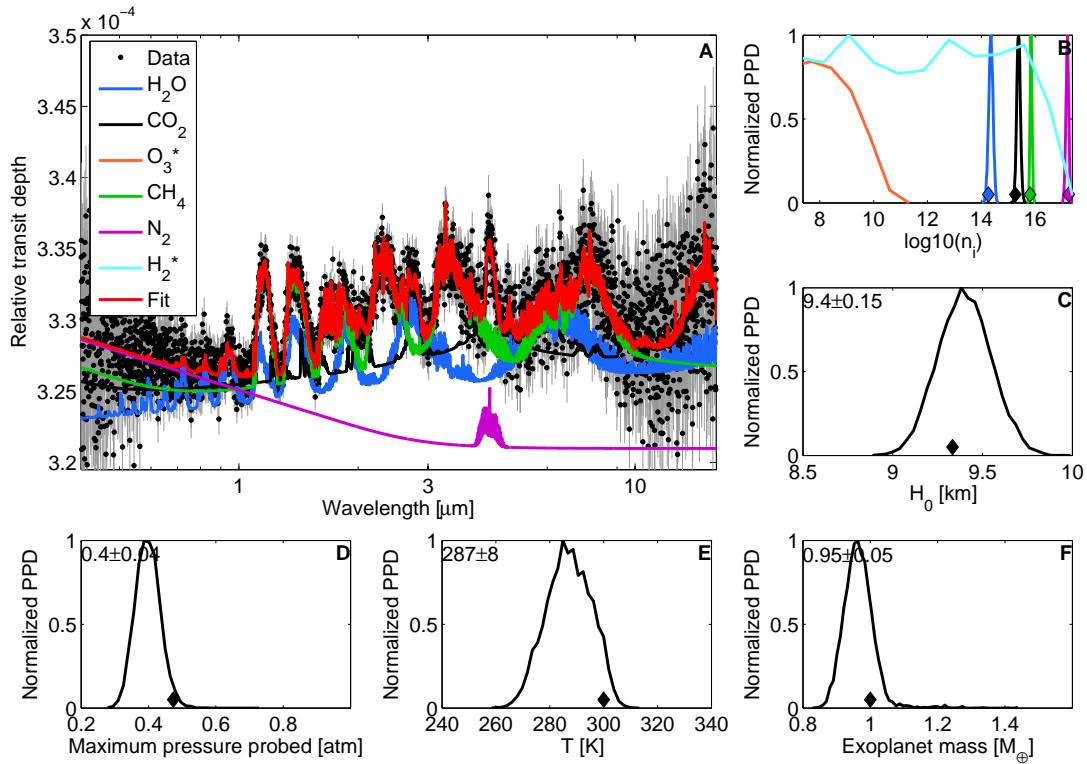 x 10⁻⁴
3.5
3.45
3.4
3.35
3.3
3.25
3.2
Relative transit depth
A
Data
H₂O
CO₂
O₃*
CH₄
N₂
H₂*
Fit
1
3
10
Wavelength [μm]
B
1
0.5
0
Normalized PPD
8
10
12
14
16
log10(nᵢ)
C
9.4±0.15
1
0.5
0
Normalized PPD
8.5
9
9.5
10
H₀ [km]
D
0.4±0.04
1
0.5
0
Normalized PPD
0.2
0.4
0.6
0.8
Maximum pressure probed [atm]
E
287±8
1
0.5
0
Normalized PPD
240
260
280
300
320
340
T [K]
F
0.95±0.05
1
0.5
0
Normalized PPD
0.8
1
1.2
1.4
1.6
Exoplanet mass [M⊕]